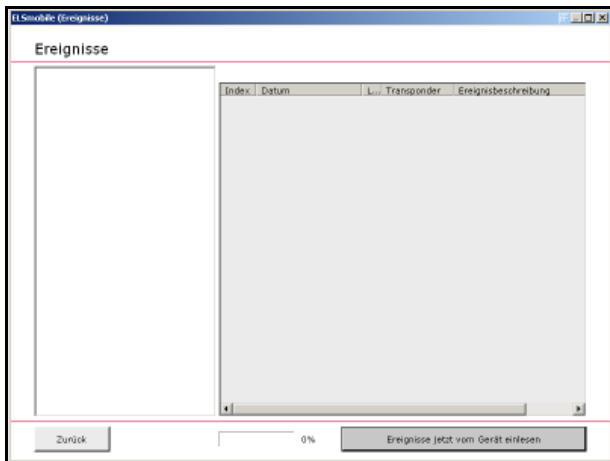 ELSmobile (Ereignisse)
Ereignisse
Index Datum L... Transponder Ereignisbeschreibung
Zurück 0% Ereignisse jetzt vom Gerät einlesen